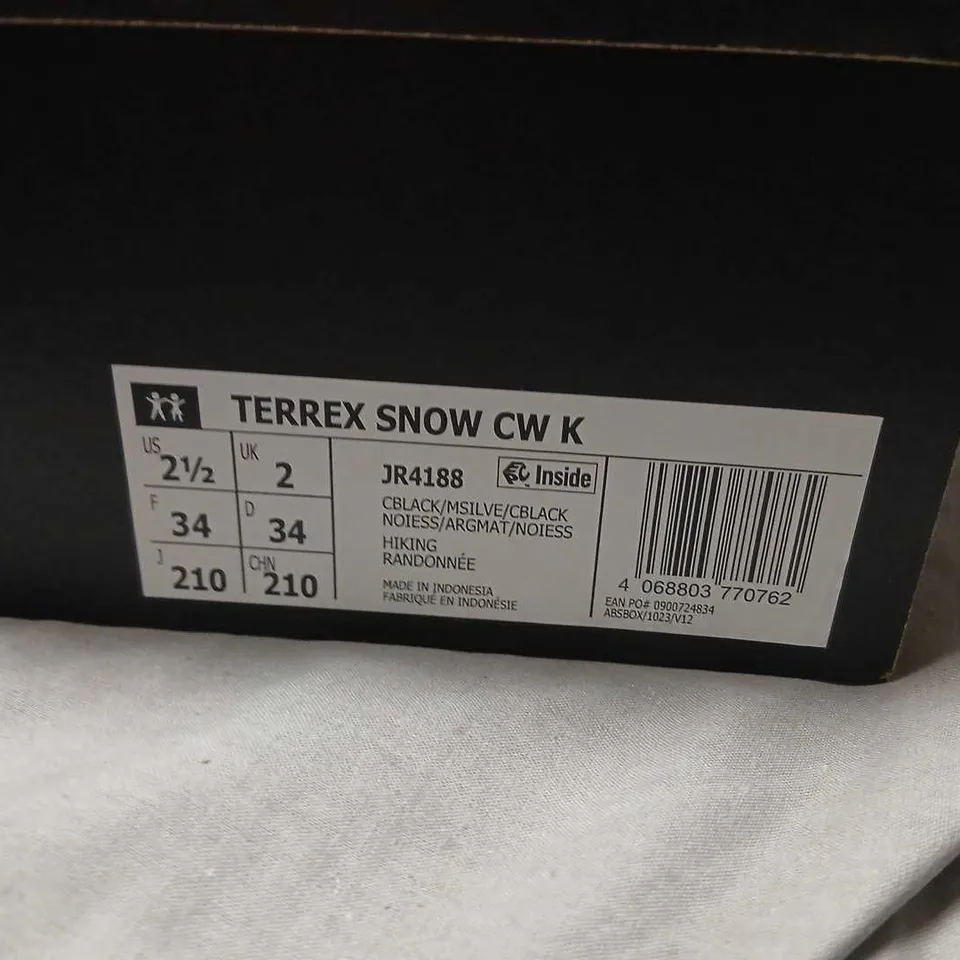 TERREX SNOW CW K
US 2½ UK 2
F 34 D 34
J 210 CHN 210
JR4188 Inside
CBLACK/MSILVE/CBLACK
NOIESS/ARGMAT/NOIESS
HIKING
RANDONNÉE
MADE IN INDONESIA
FABRIQUÉ EN INDONÉSIE
4 068803 770762
EAN PO# 0900724834
ABSBOX/1023/V12